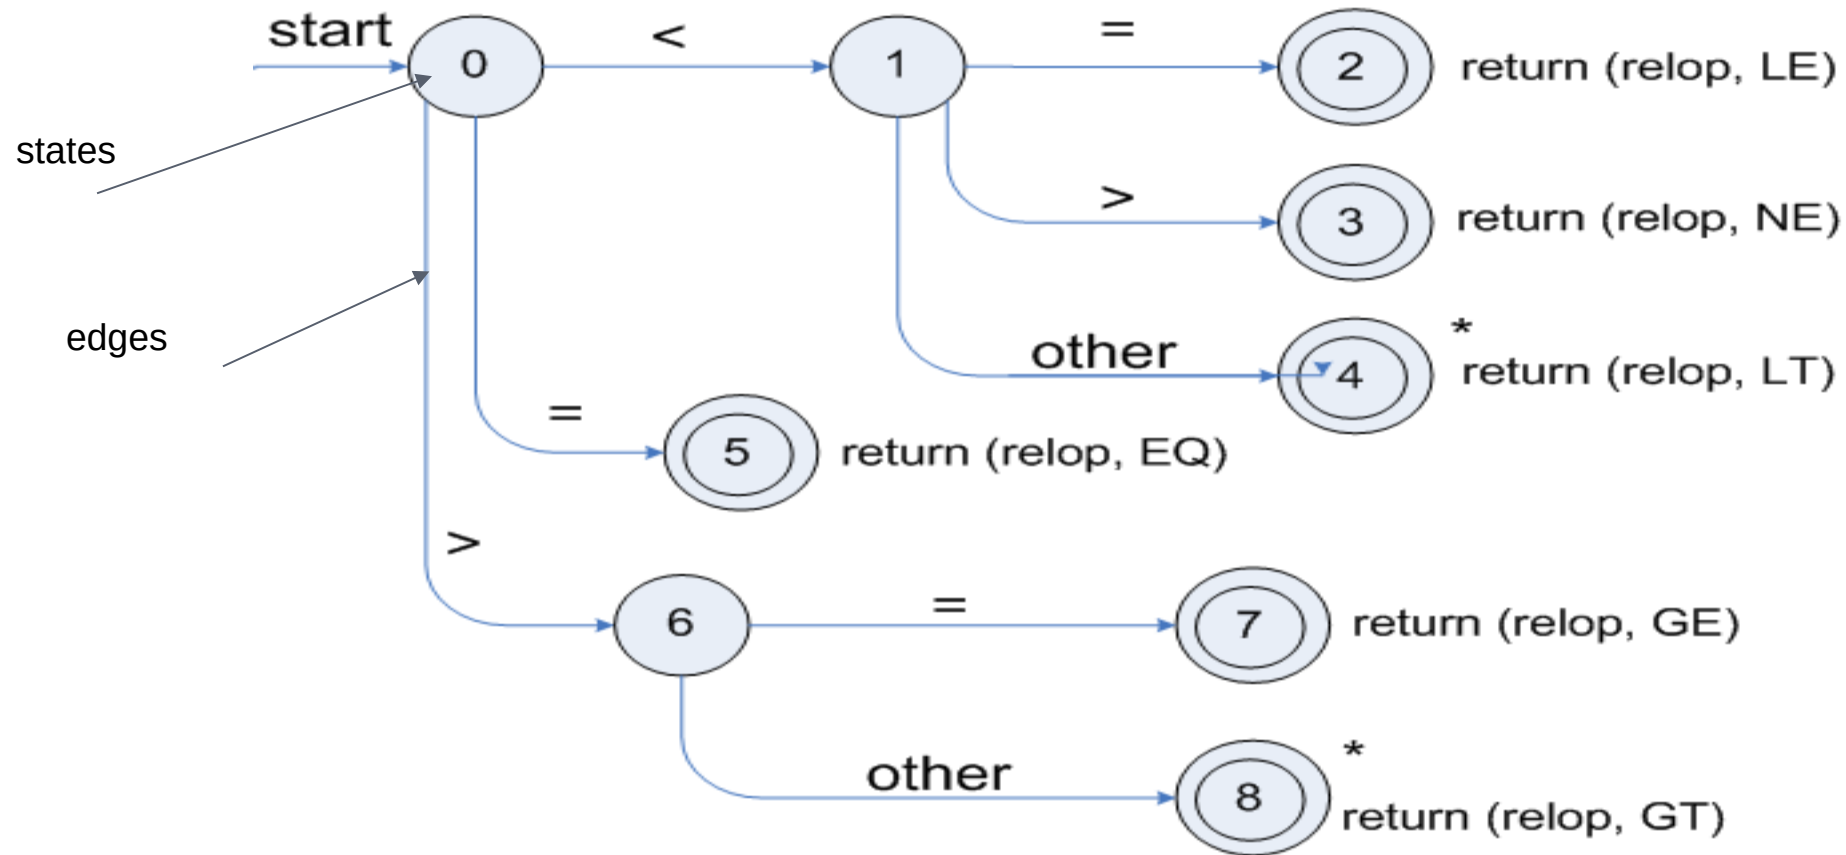 start
0
<
1
=
2
return (relop, LE)
states
>
3
return (relop, NE)
edges
other
4
*
return (relop, LT)
=
5
return (relop, EQ)
>
6
=
7
return (relop, GE)
other
8
*
return (relop, GT)